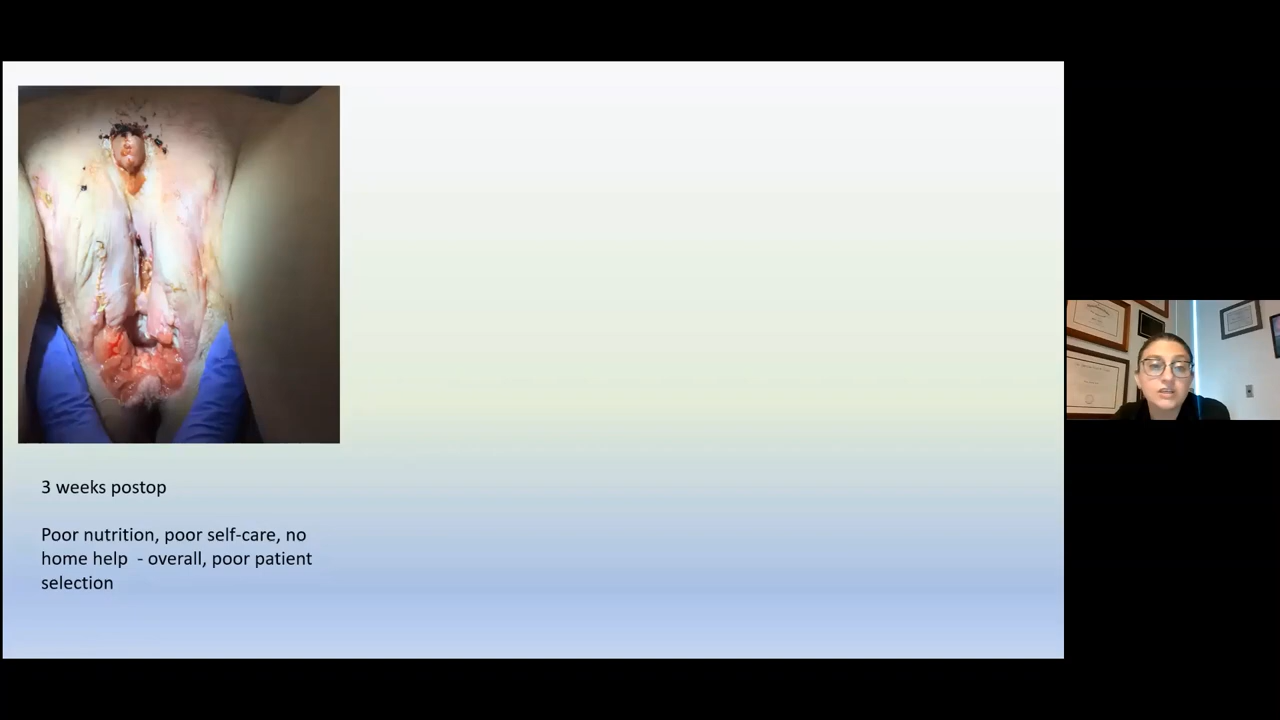 3 weeks postop
Poor nutrition, poor self-care, no
home help  - overall, poor patient
selection